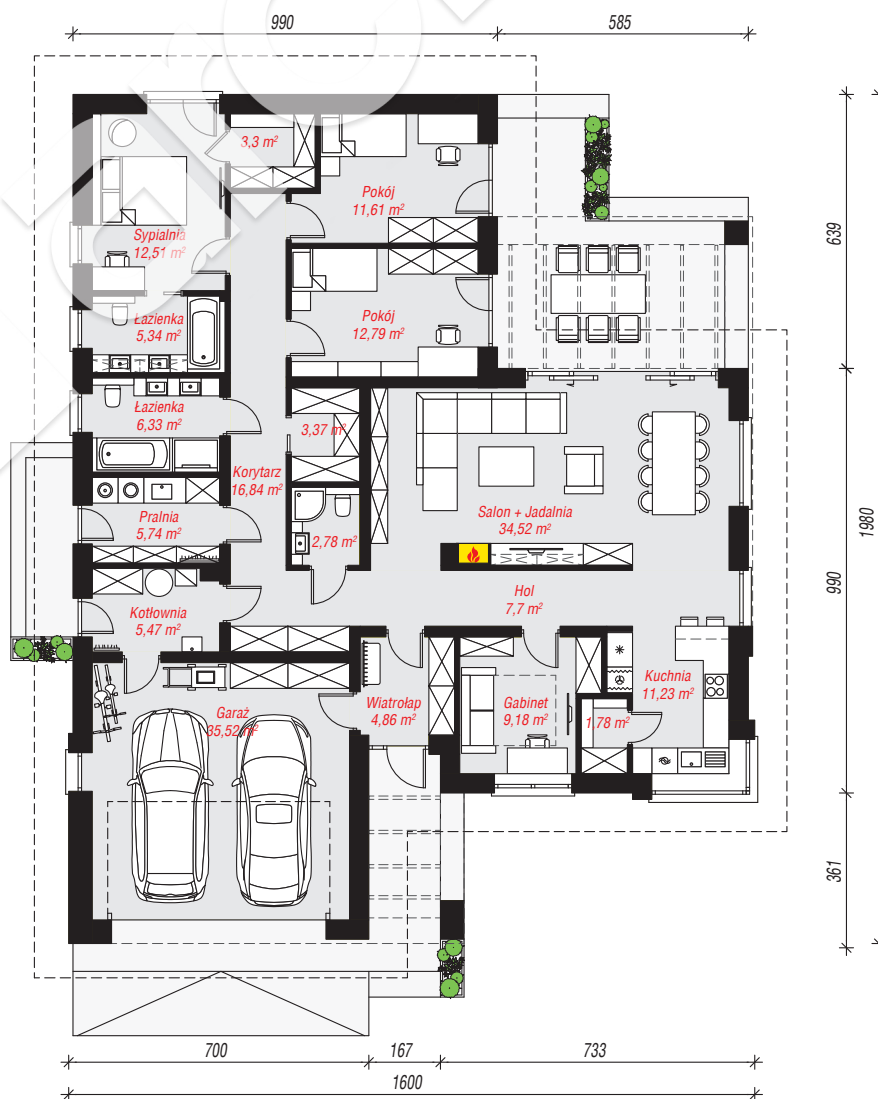 990
585
3,3 m²
Pokój
11,61 m²
Sypialnia
12,51 m²
639
Pokój
12,79 m²
Łazienka
5,34 m²
Łazienka
6,33 m²
3,37 m²
Korytarz
16,84 m²
Salon + Jadalnia
34,52 m²
1980
Pralnia
5,74 m²
2,78 m²
Hol
7,7 m²
990
Kotłownia
5,47 m²
Kuchnia
11,23 m²
Garaż
35,52 m²
Wiatrołap
4,86 m²
Gabinet
9,18 m²
1,78 m²
361
700
167
733
1600